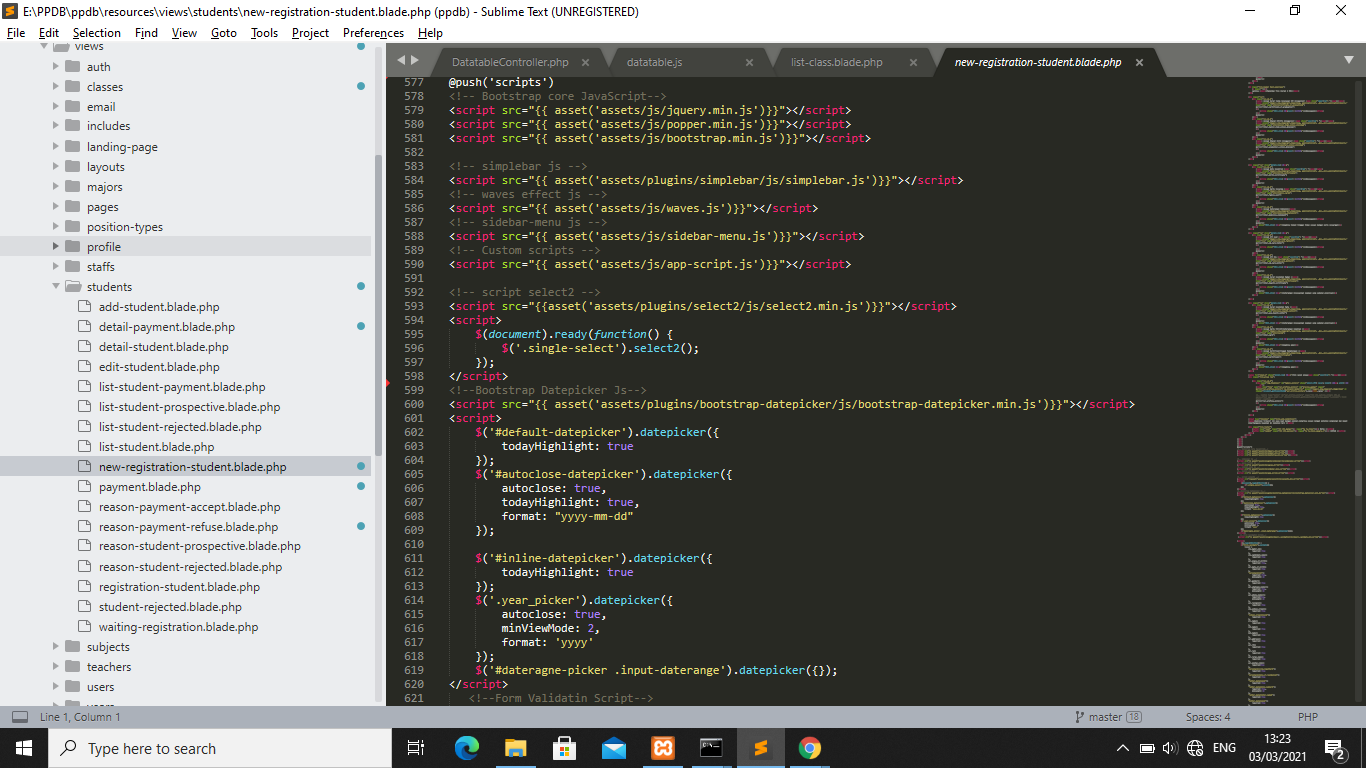 E:\PPDB\ppdb\resources\views\students\new-registration-student.blade.php (ppdb) - Sublime Text (UNREGISTERED)
File Edit Selection Find View Goto Tools Project Preferences Help
views
auth
classes
email
includes
landing-page
layouts
majors
pages
position-types
profile
staffs
students
add-student.blade.php
detail-payment.blade.php
detail-student.blade.php
edit-student.blade.php
list-student-payment.blade.php
list-student-prospective.blade.php
list-student-rejected.blade.php
list-student.blade.php
new-registration-student.blade.php
payment.blade.php
reason-payment-accept.blade.php
reason-payment-refuse.blade.php
reason-student-prospective.blade.php
reason-student-rejected.blade.php
registration-student.blade.php
student-rejected.blade.php
waiting-registration.blade.php
subjects
teachers
users
DatatableController.php datatable.js list-class.blade.php new-registration-student.blade.php
577 @push('scripts')
578 <!-- Bootstrap core JavaScript-->
579 <script src="{{ asset('assets/js/jquery.min.js')}}"></script>
580 <script src="{{ asset('assets/js/popper.min.js')}}"></script>
581 <script src="{{ asset('assets/js/bootstrap.min.js')}}"></script>
582
583 <!-- simplebar js -->
584 <script src="{{ asset('assets/plugins/simplebar/js/simplebar.js')}}"></script>
585 <!-- waves effect js -->
586 <script src="{{ asset('assets/js/waves.js')}}"></script>
587 <!-- sidebar-menu js -->
588 <script src="{{ asset('assets/js/sidebar-menu.js')}}"></script>
589 <!-- Custom scripts -->
590 <script src="{{ asset('assets/js/app-script.js')}}"></script>
591
592 <!-- script select2 -->
593 <script src="{{asset('assets/plugins/select2/js/select2.min.js')}}"></script>
594 <script>
595 $(document).ready(function() {
596 $('.single-select').select2();
597 });
598 </script>
599 <!--Bootstrap Datepicker Js-->
600 <script src="{{ asset('assets/plugins/bootstrap-datepicker/js/bootstrap-datepicker.min.js')}}"></script>
601 <script>
602 $('#default-datepicker').datepicker({
603 todayHighlight: true
604 });
605 $('#autoclose-datepicker').datepicker({
606 autoclose: true,
607 todayHighlight: true,
608 format: "yyyy-mm-dd"
609 });
610
611 $('#inline-datepicker').datepicker({
612 todayHighlight: true
613 });
614 $('.year_picker').datepicker({
615 autoclose: true,
616 minViewMode: 2,
617 format: 'yyyy'
618 });
619 $('#dateragne-picker .input-daterange').datepicker({});
620 </script>
621 <!--Form Validatin Script-->
Line 1, Column 1 master 18 Spaces: 4 PHP
Type here to search ENG 13:23
03/03/2021 2